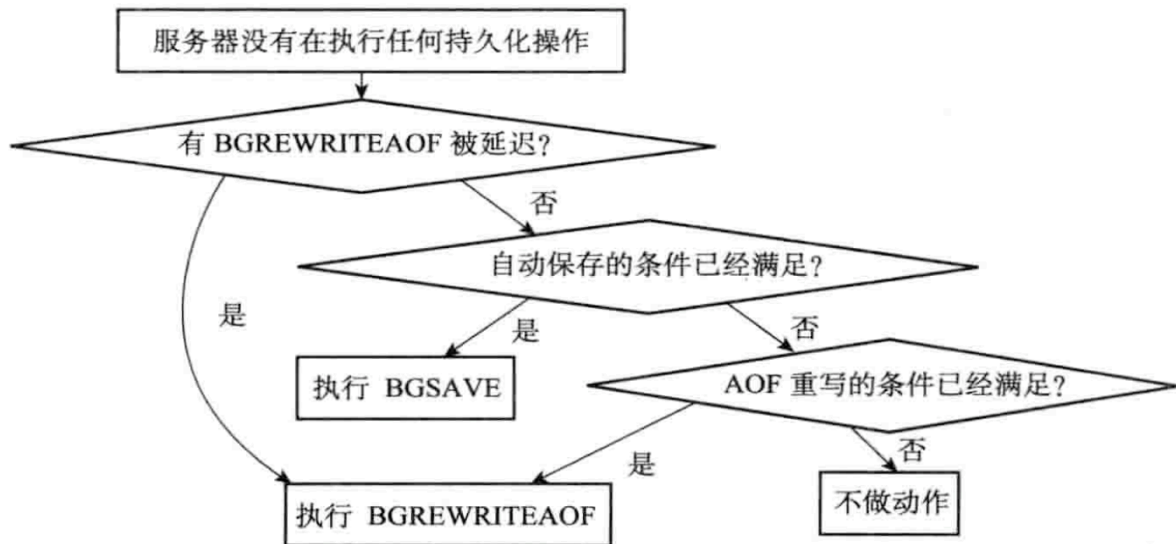 服务器没有在执行任何持久化操作
有 BGREWRITEAOF 被延迟?
否
自动保存的条件已经满足?
是
是
否
执行 BGSAVE
AOF 重写的条件已经满足?
是
否
执行 BGREWRITEAOF
不做动作